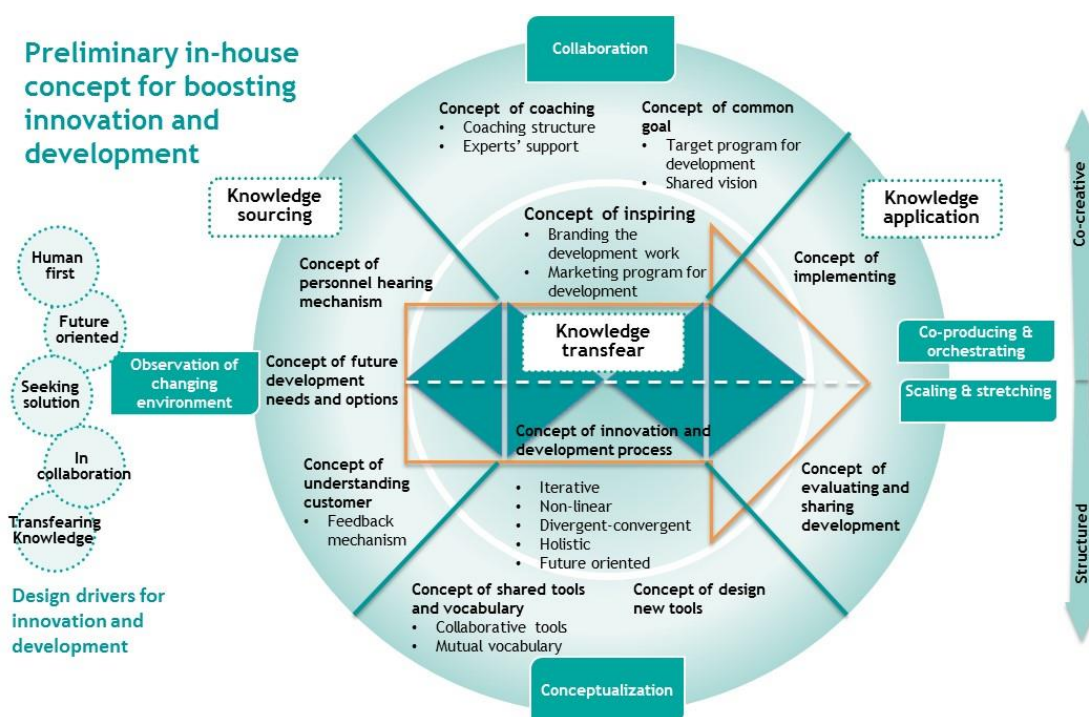 Preliminary in-house
concept for boosting
innovation and
development
Collaboration
Concept of coaching
• Coaching structure
• Experts' support
Concept of common
goal
• Target program for
development
• Shared vision
Knowledge
sourcing
Knowledge
application
Concept of inspiring
• Branding the
development work
• Marketing program for
development
Concept of
personnel hearing
mechanism
Concept of
implementing
Human
first
Future
oriented
Seeking
solution
In
collaboration
Transfearing
Knowledge
Design drivers for
innovation and
development
Observation of
changing
environment
Concept of future
development
needs and options
Knowledge
transfear
Co-producing &
orchestrating
Scaling & stretching
Concept of innovation and
development process
• Iterative
• Non-linear
• Divergent-convergent
• Holistic
• Future oriented
Concept of
understanding
customer
• Feedback
mechanism
Concept of
evaluating and
sharing development
Concept of shared tools
and vocabulary
• Collaborative tools
• Mutual vocabulary
Concept of design
new tools
Conceptualization
Co-creative
Structured